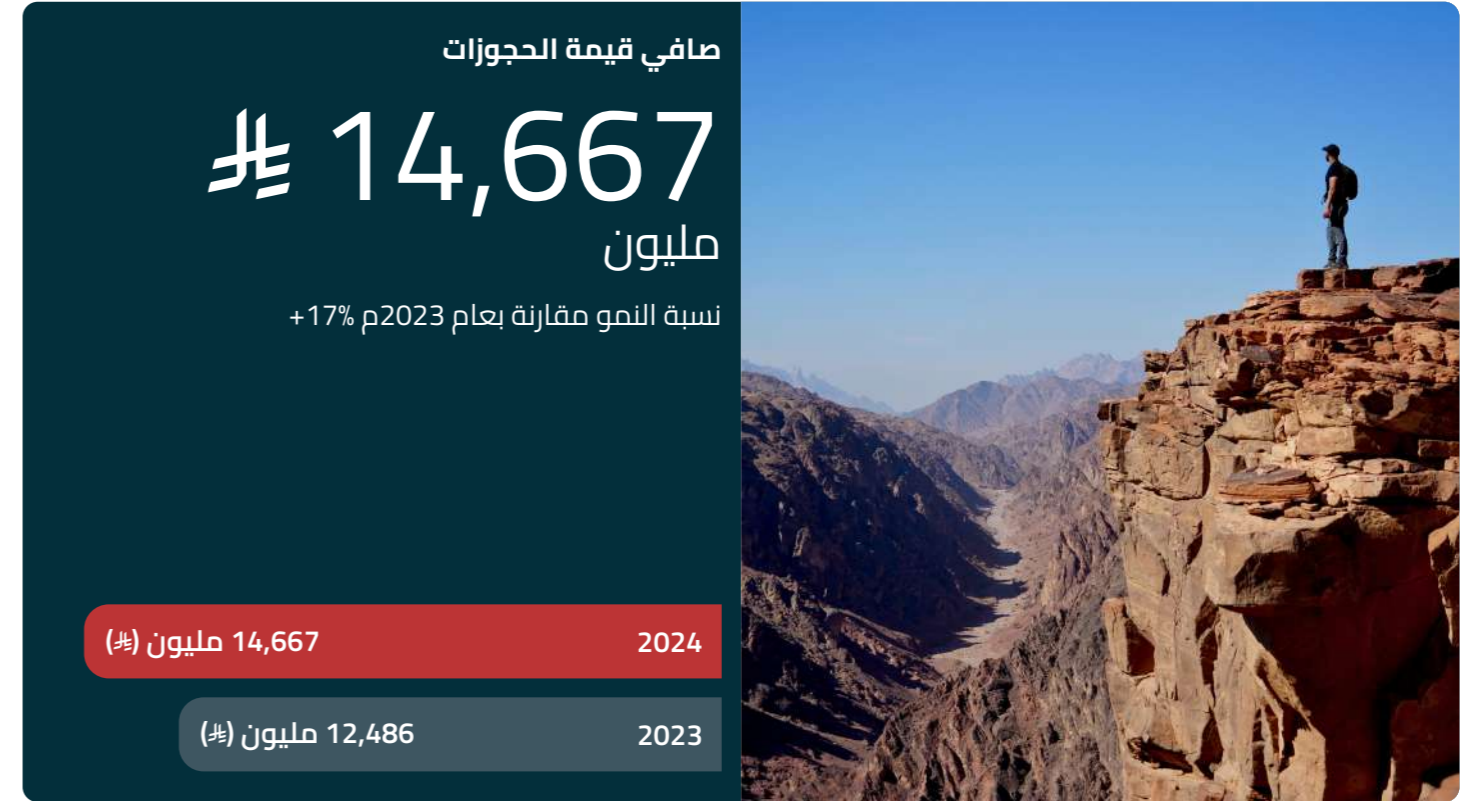 صافي قيمة الحجوزات
14,667 ⃁
مليون
نسبة النمو مقارنة بعام 2023م 17%+
2024 14,667 مليون (⃁)
2023 12,486 مليون (⃁)